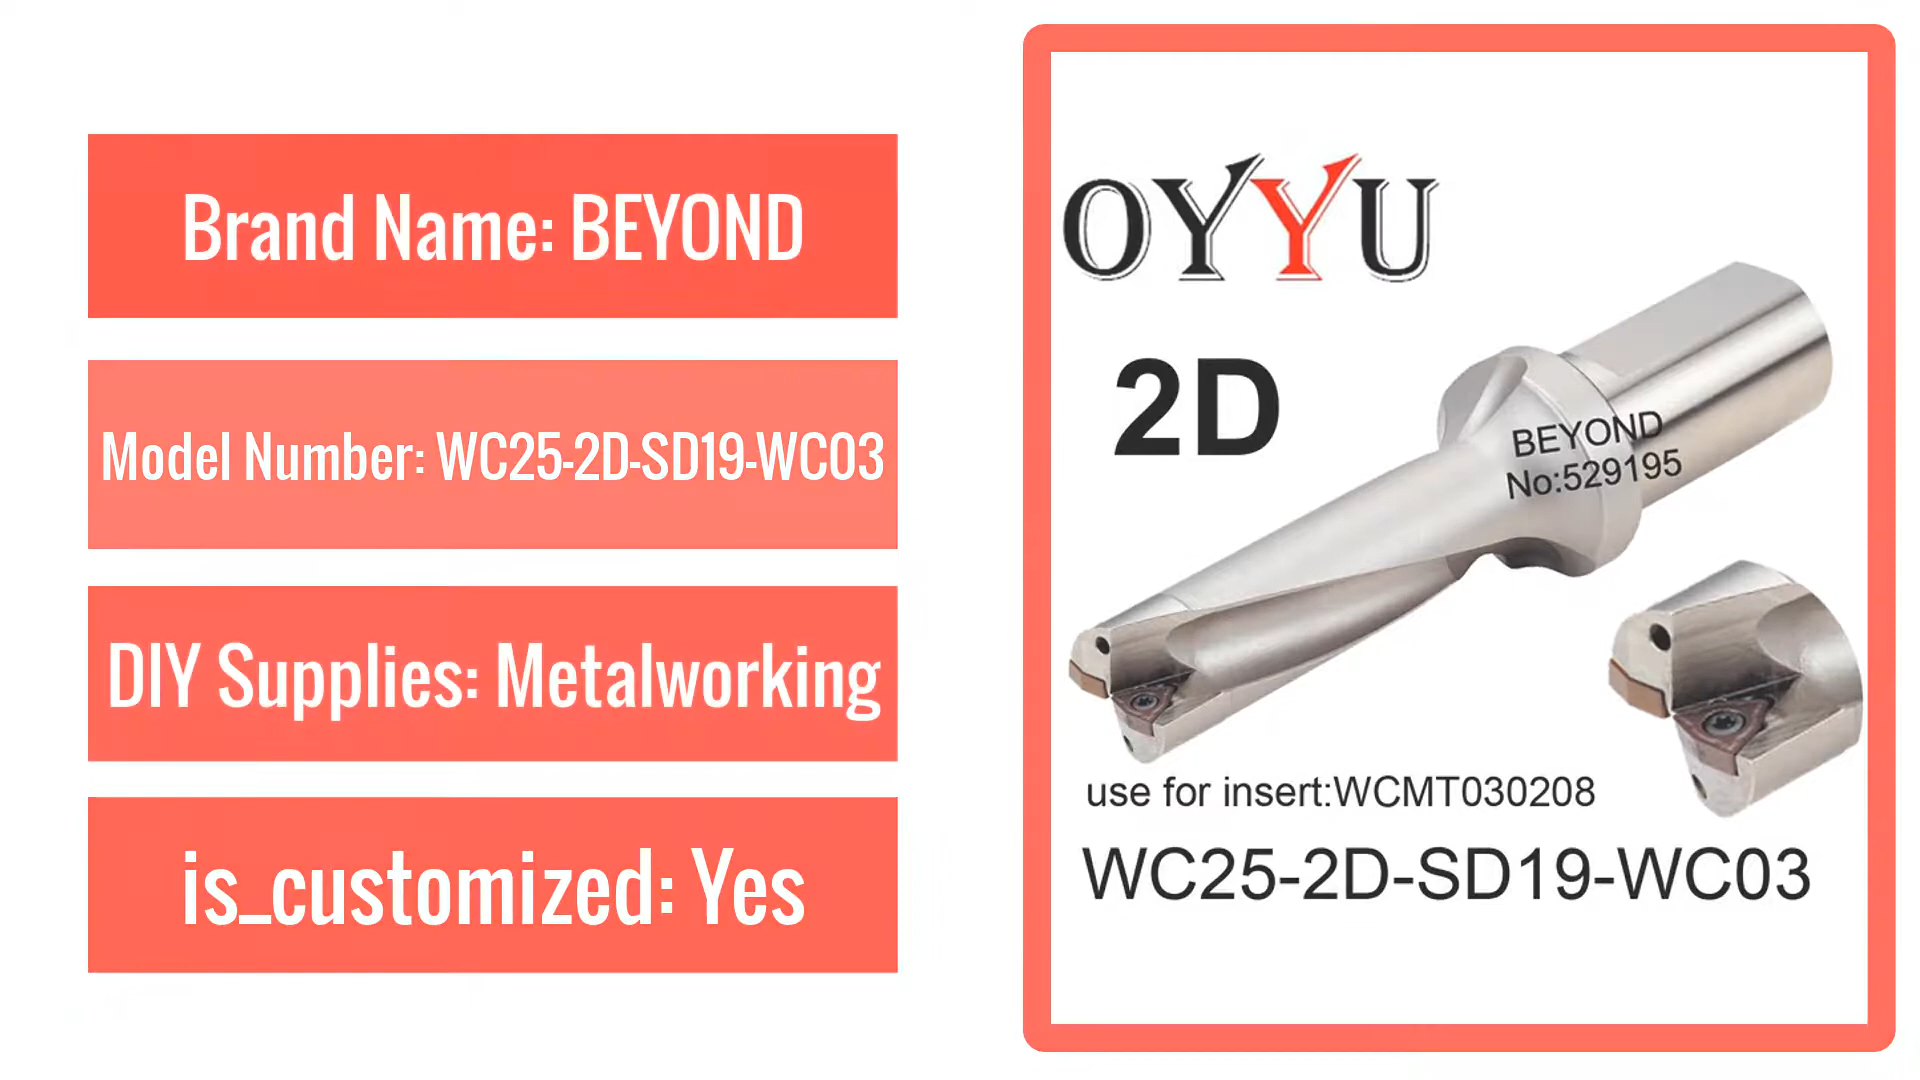 Brand Name: BEYOND
Model Number: WC25-2D-SD19-WC03
DIY Supplies: Metalworking
is_customized: Yes
OYYU
2D
BEYOND
No:529195
use for insert:WCMT030208
WC25-2D-SD19-WC03